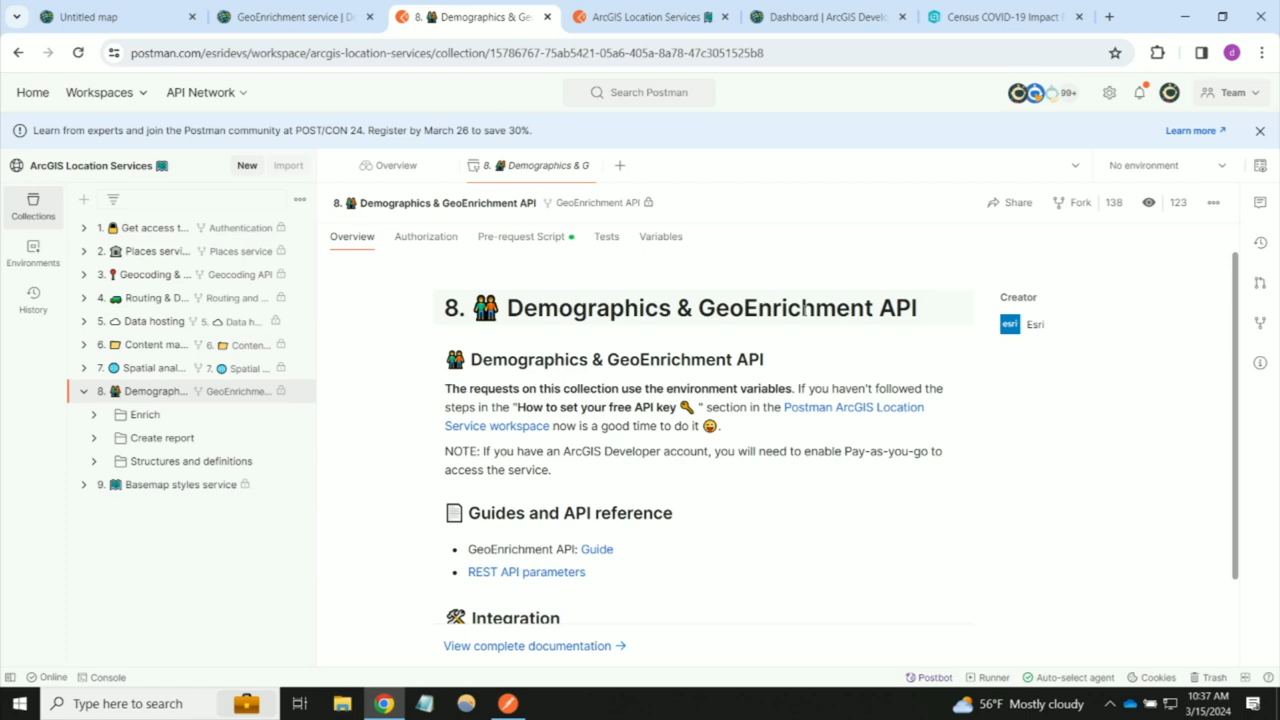 Untitled map
GeoEnrichment service | D
8. Demographics & Ge
ArcGIS Location Services
Dashboard | ArcGIS Devel
Census COVID-19 Impact
postman.com/esridevs/workspace/arcgis-location-services/collection/15786767-75ab5421-05a6-405a-8a78-47c3051525b8
d
Home
Workspaces
API Network
Search Postman
99+
Team
Learn from experts and join the Postman community at POST/CON 24. Register by March 26 to save 30%.
Learn more
ArcGIS Location Services
New
Import
Overview
8. Demographics & G
No environment
Collections
Environments
History
1. Get access t... Authentication
2. Places servi... Places service
3. Geocoding & ... Geocoding API
4. Routing & D... Routing and ...
5. Data hosting 5. Data h...
6. Content ma... 6. Conten...
7. Spatial anal... 7. Spatial ...
8. Demograph... GeoEnrichme...
Enrich
Create report
Structures and definitions
9. Basemap styles service
8. Demographics & GeoEnrichment API
GeoEnrichment API
Share
Fork
138
123
Overview
Authorization
Pre-request Script
Tests
Variables
8. Demographics & GeoEnrichment API
Creator
esri Esri
Demographics & GeoEnrichment API
The requests on this collection use the environment variables. If you haven't followed the
steps in the "How to set your free API key " section in the Postman ArcGIS Location
Service workspace now is a good time to do it .
NOTE: If you have an ArcGIS Developer account, you will need to enable Pay-as-you-go to
access the service.
Guides and API reference
• GeoEnrichment API: Guide
• REST API parameters
Integration
View complete documentation →
Online
Console
Postbot
Runner
Auto-select agent
Cookies
Trash
Type here to search
56°F Mostly cloudy
10:37 AM
3/15/2024